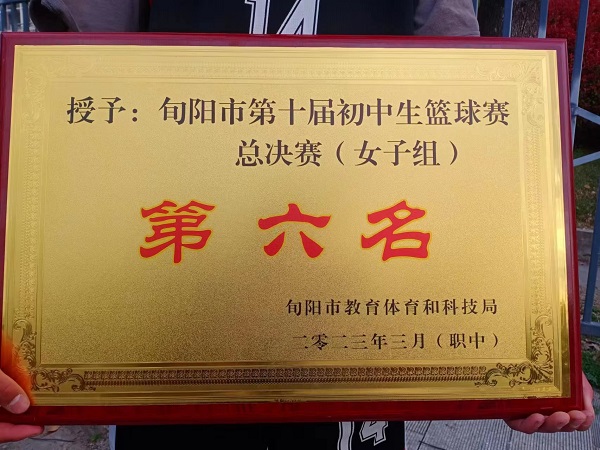 14
授予：旬阳市第十届初中生篮球赛
总决赛（女子组）
第六名
旬阳市教育体育和科技局
二零二三年三月（职中）
14